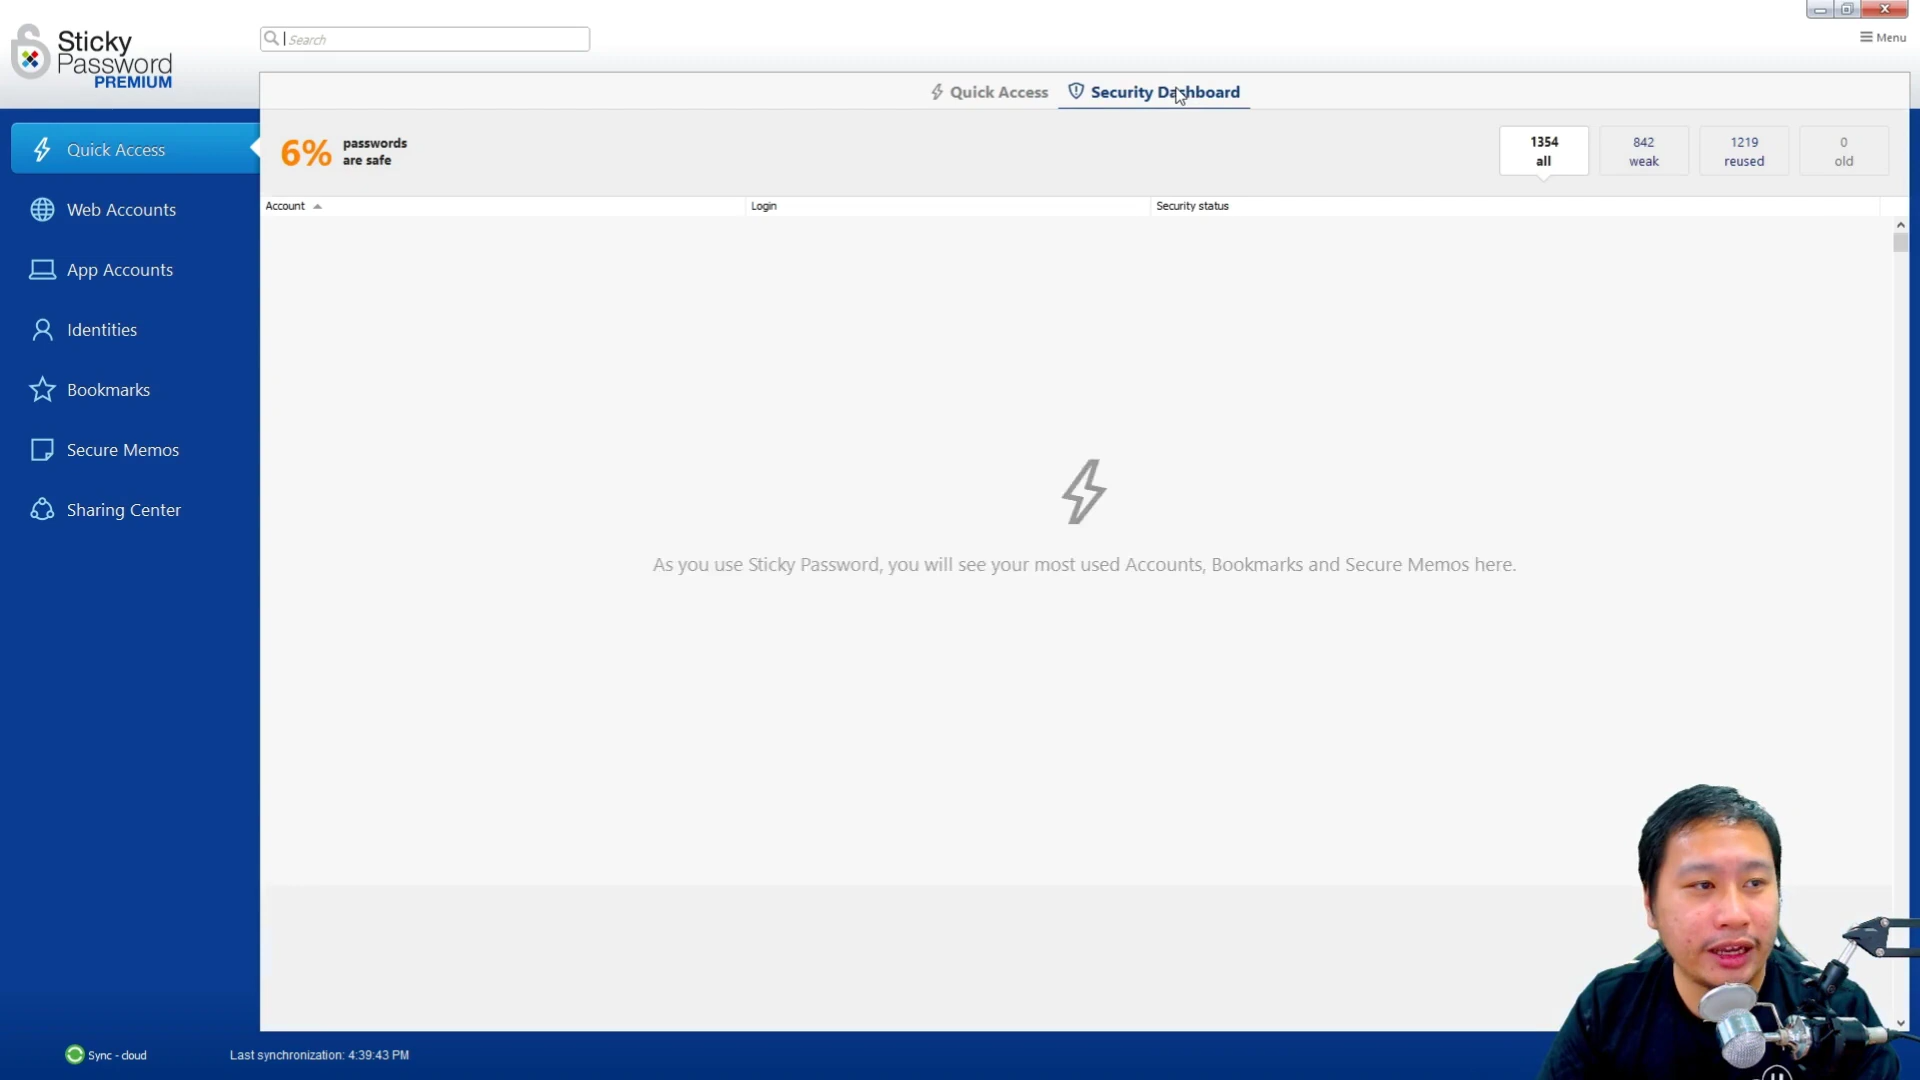 Sticky
Password
PREMIUM
Search
Menu
Quick Access
Security Dashboard
6%
passwords
are safe
1354
all
842
weak
1219
reused
0
old
Account
Login
Security status
Quick Access
Web Accounts
App Accounts
Identities
Bookmarks
Secure Memos
Sharing Center
As you use Sticky Password, you will see your most used Accounts, Bookmarks and Secure Memos here.
Sync - cloud
Last synchronization: 4:39:43 PM